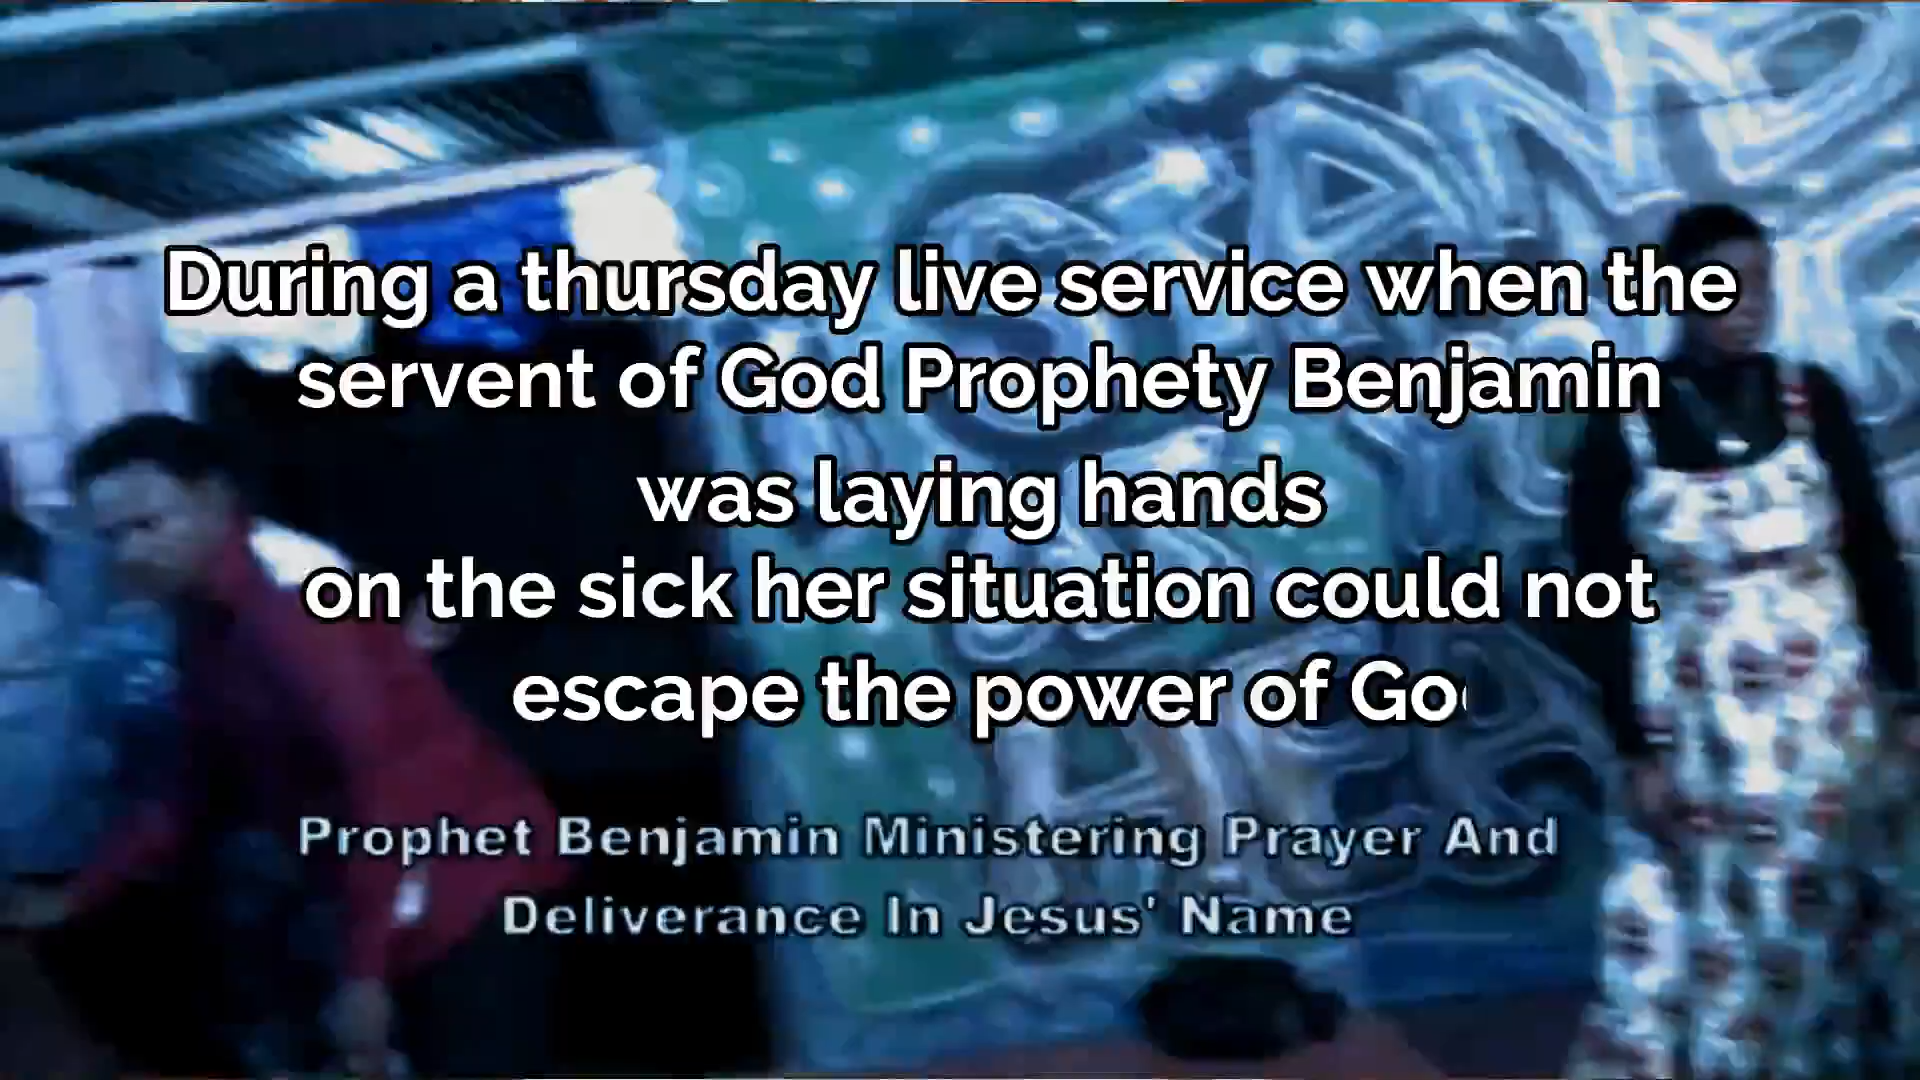 During a thursday live service when the
servent of God Prophety Benjamin
was laying hands
on the sick her situation could not
escape the power of Go
Prophet Benjamin Ministering Prayer And
Deliverance In Jesus' Name